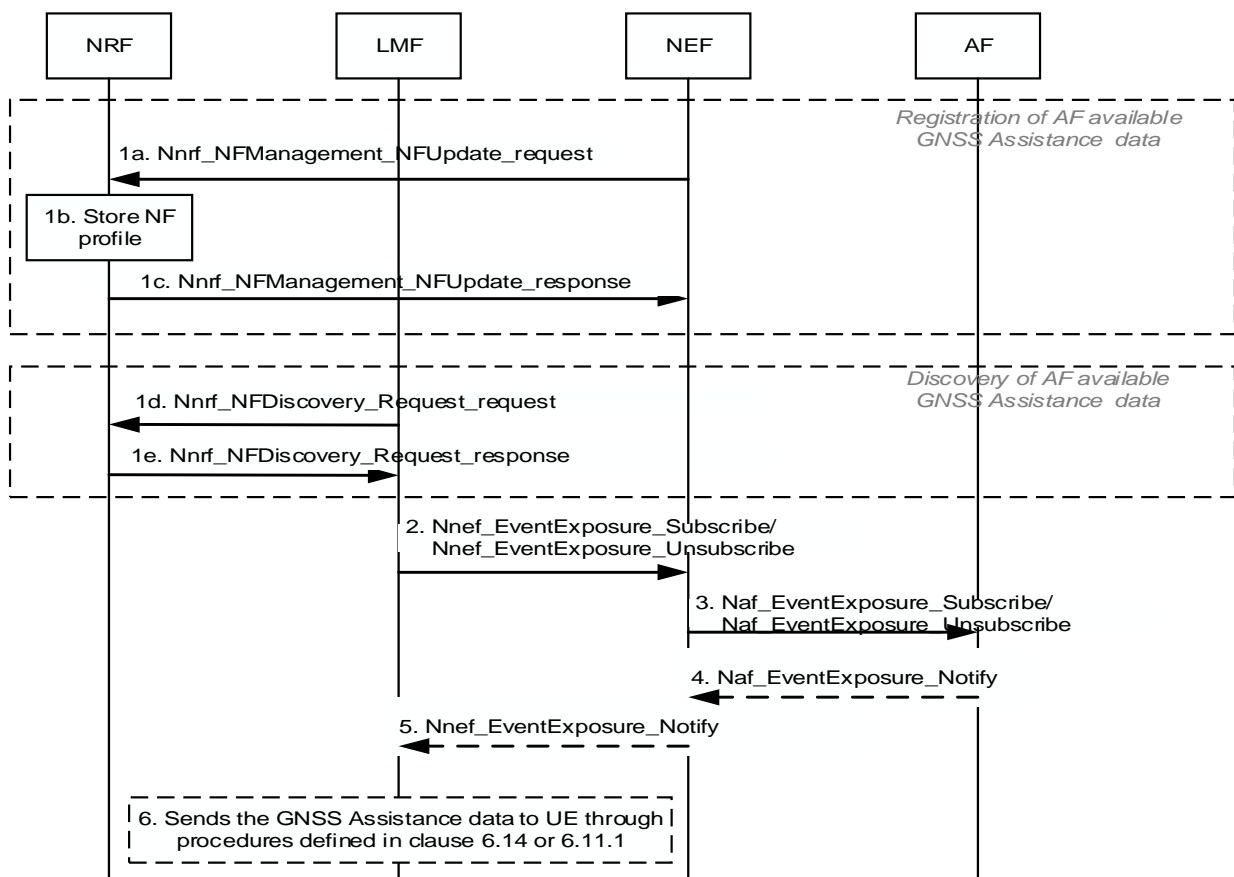 NRF
LMF
NEF
AF
Registration of AF available
GNSS Assistance data
1a. Nnrf_NFManagement_NFUpdate_request
1b. Store NF
profile
1c. Nnrf_NFManagement_NFUpdate_response
Discovery of AF available
GNSS Assistance data
1d. Nnrf_NFDiscovery_Request_request
1e. Nnrf_NFDiscovery_Request_response
2. Nnef_EventExposure_Subscribe/
Nnef_EventExposure_Unsubscribe
3. Naf_EventExposure_Subscribe/
Naf_EventExposure_Unsubscribe
4. Naf_EventExposure_Notify
5. Nnef_EventExposure_Notify
6. Sends the GNSS Assistance data to UE through
procedures defined in clause 6.14 or 6.11.1